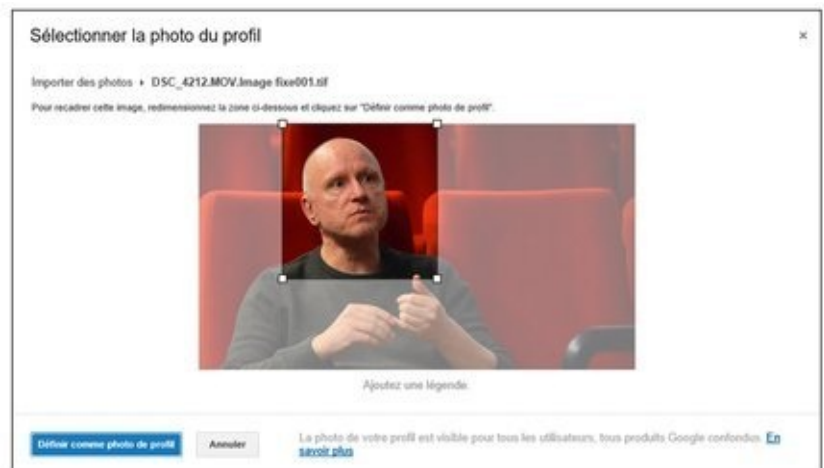 Sélectionner la photo du profil
×
Importer des photos ▸ DSC_4212.MOV.Image fixe001.tif
Pour recadrer cette image, redimensionnez la zone ci-dessous et cliquez sur "Définir comme photo de profil".
Ajoutez une légende.
Définir comme photo de profil Annuler La photo de votre profil est visible pour tous les utilisateurs, tous produits Google confondus. En
savoir plus